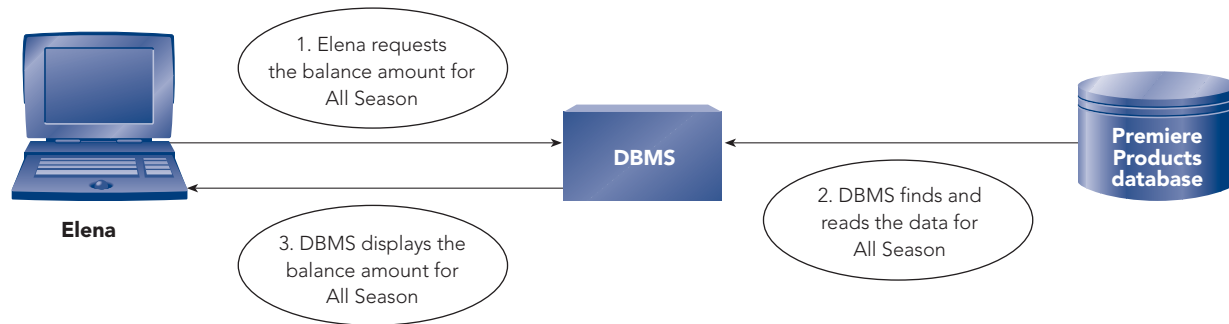 1. Elena requests
the balance amount for
All Season
DBMS
Premiere
Products
database
Elena
2. DBMS finds and
reads the data for
All Season
3. DBMS displays the
balance amount for
All Season